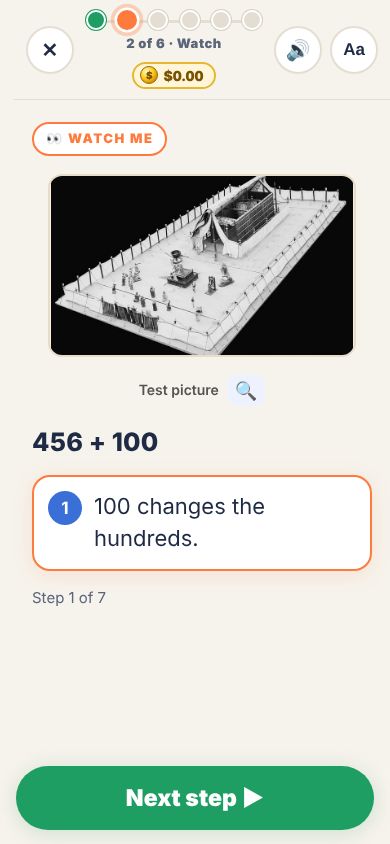 2 of 6 · Watch
$ $0.00
Aa
WATCH ME
Test picture
456 + 100
1 100 changes the
hundreds.
Step 1 of 7
Next step